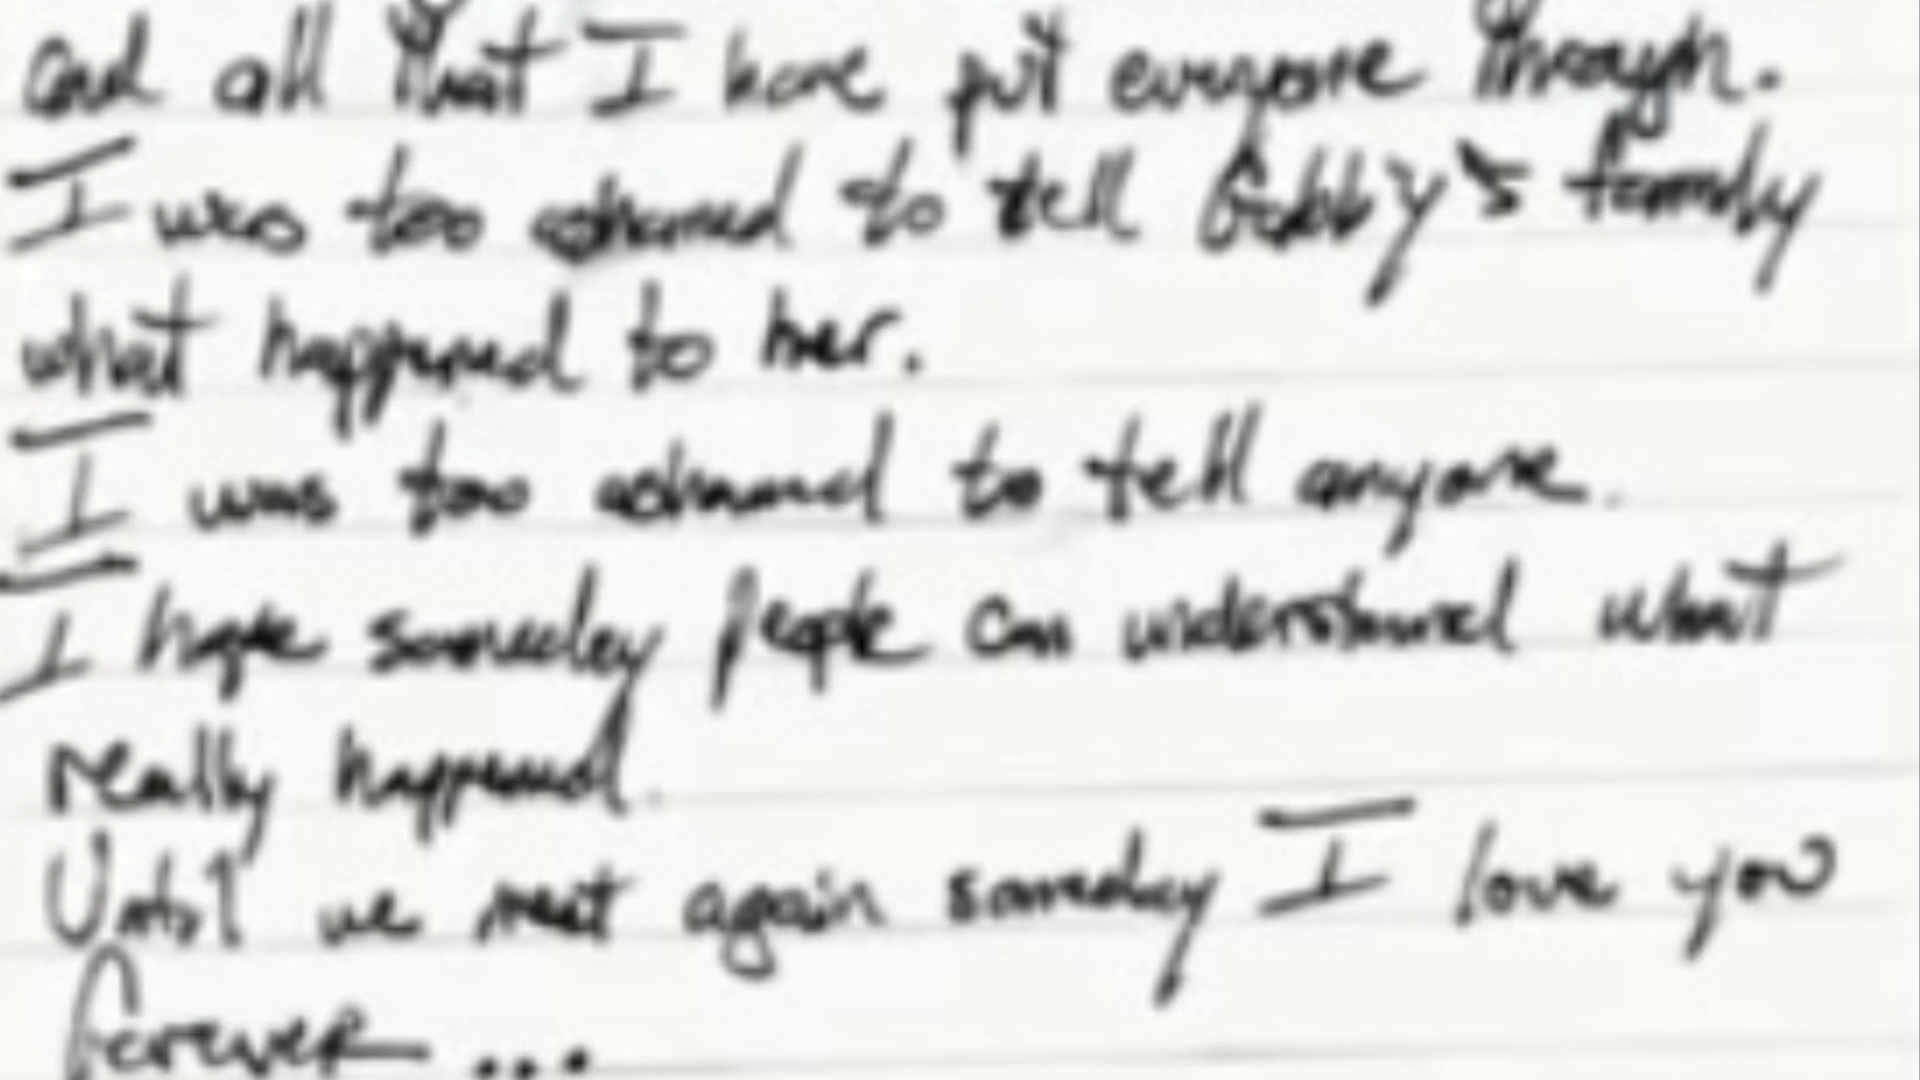 and all that I have put everyone through.
I was too ashamed to tell Gabby's family
what happened to her.
I was too ashamed to tell anyone.
I hope someday people can understand what
really happened.
Until we meet again someday I love you
forever...